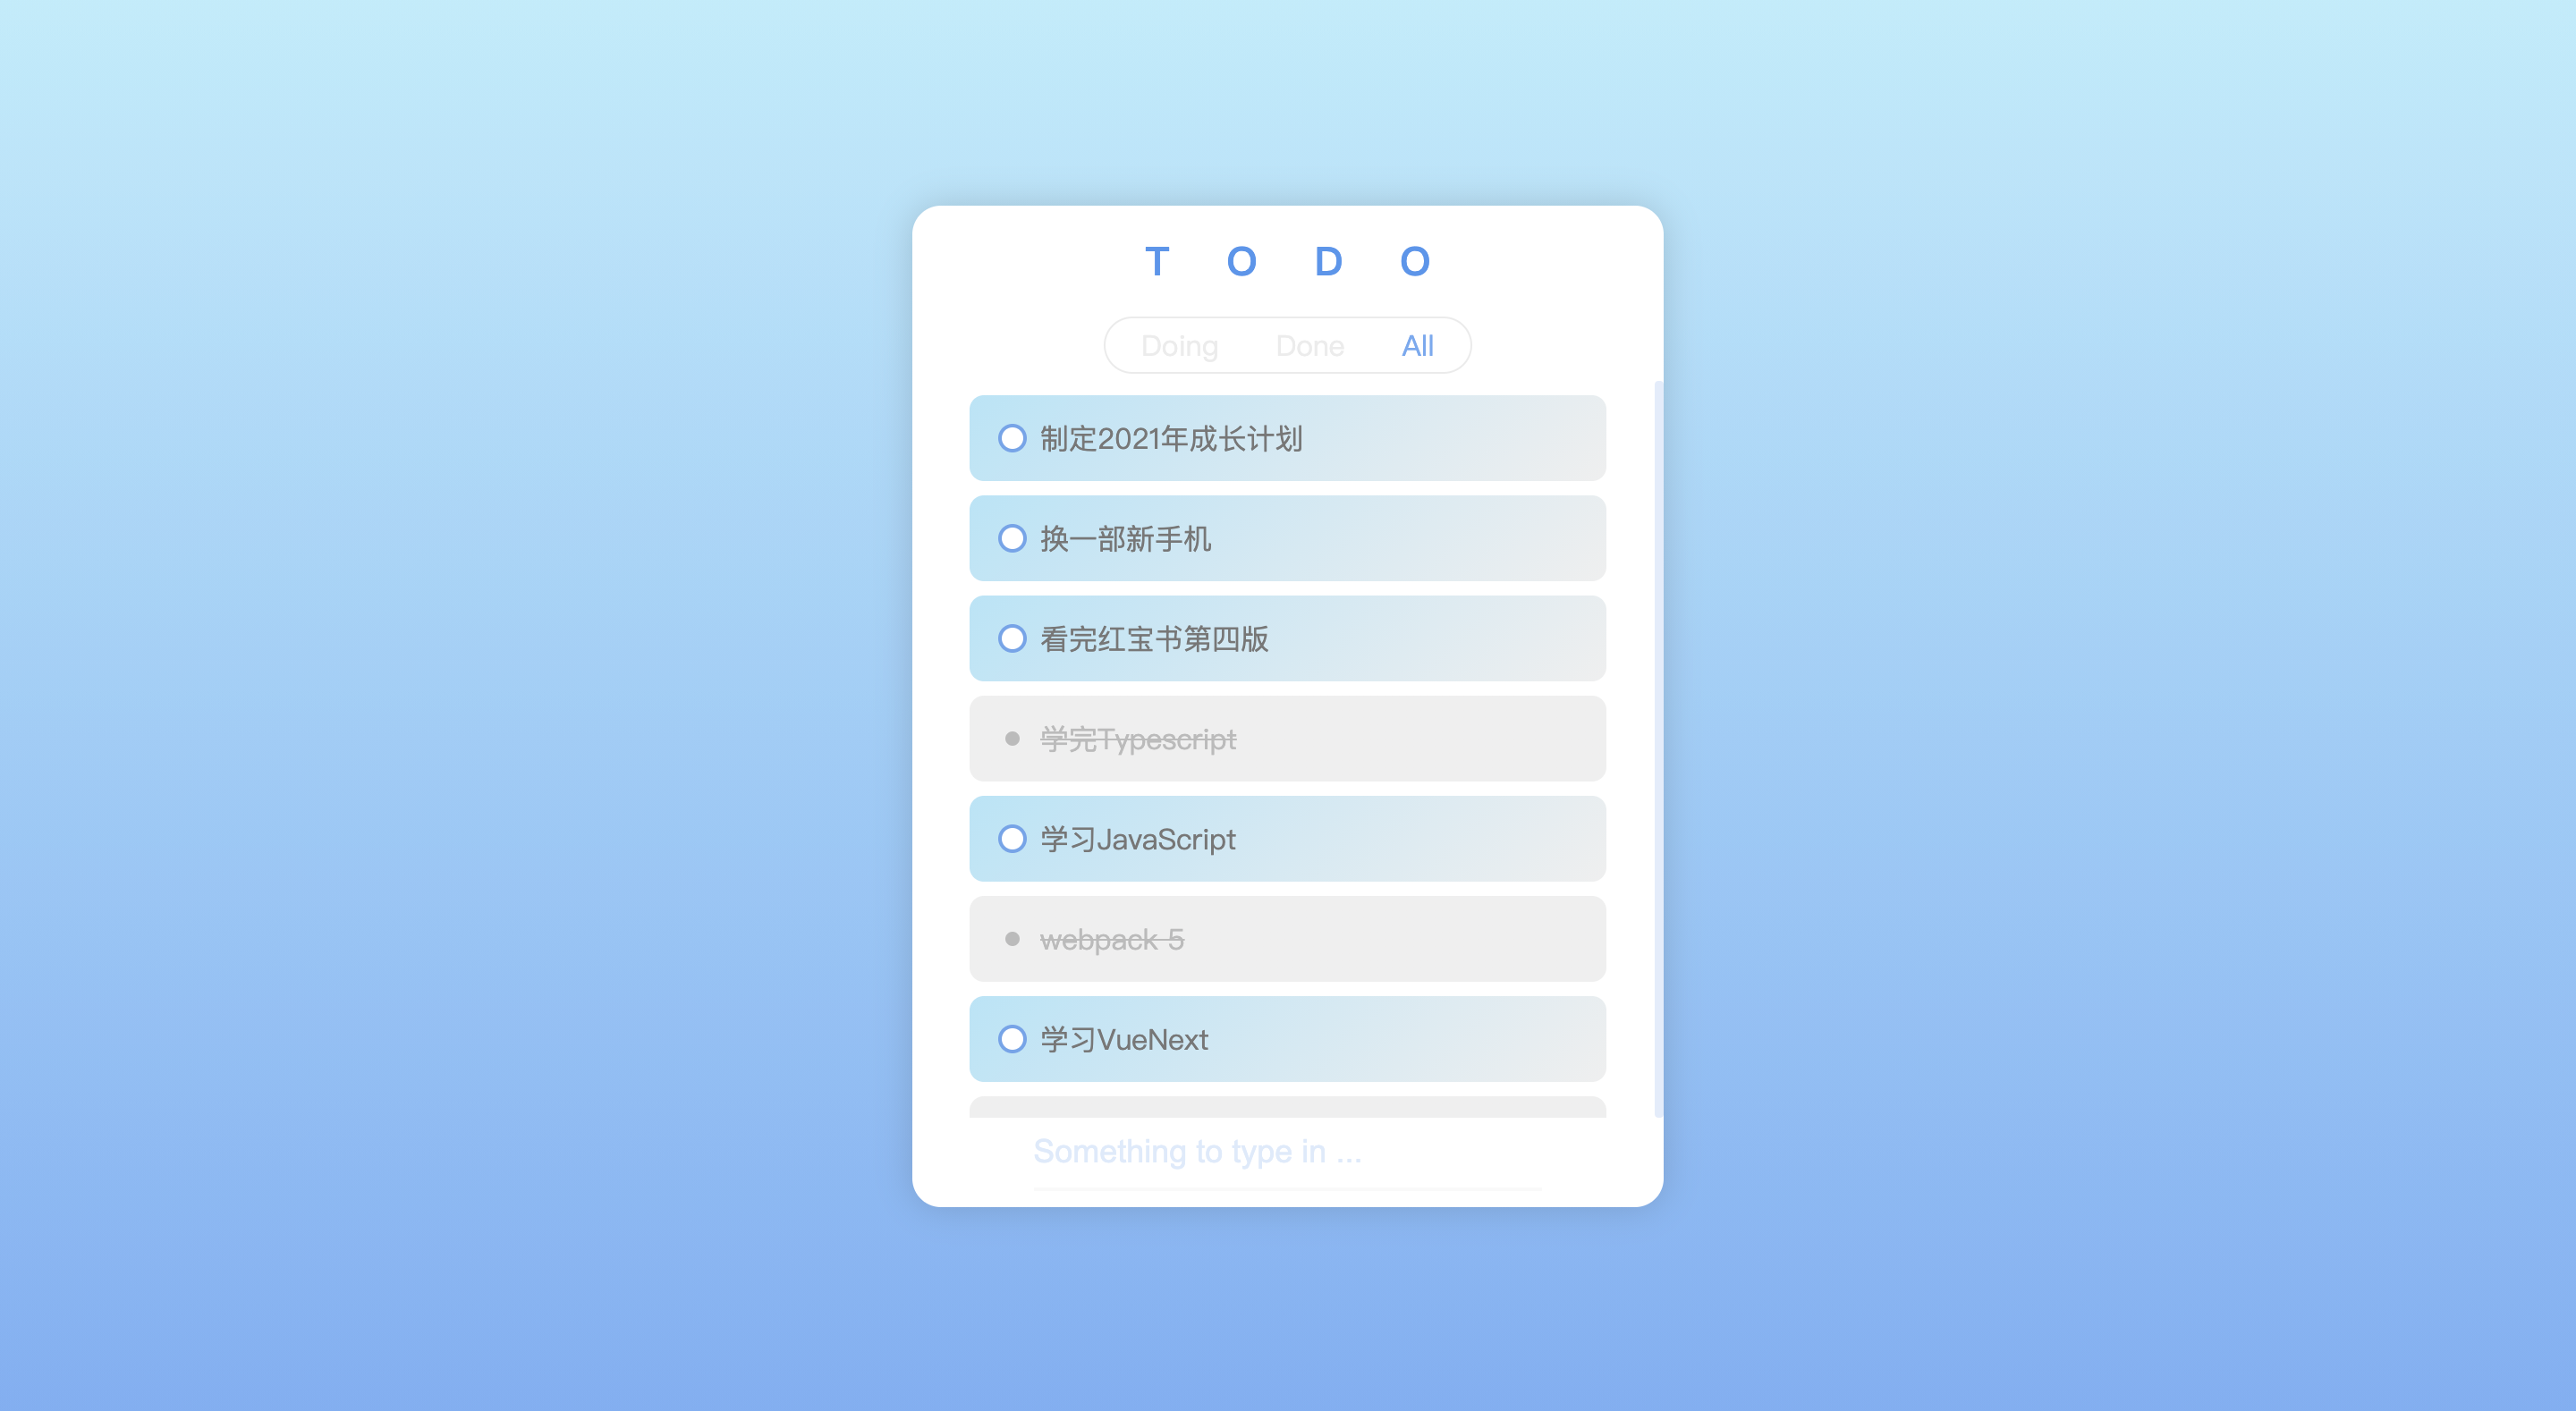 T O D O
Doing Done All
制定2021年成长计划
换一部新手机
看完红宝书第四版
学完Typescript
学习JavaScript
webpack 5
学习VueNext
Something to type in ...